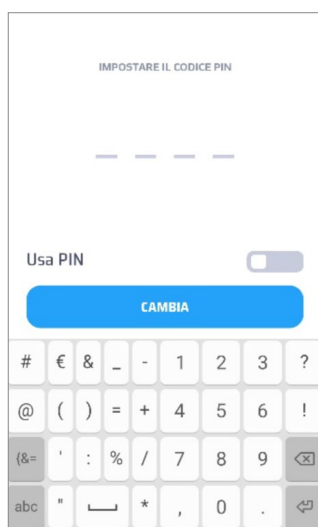 IMPOSTARE IL CODICE PIN
Usa PIN
CAMBIA
# € & _ - 1 2 3 ?
@ ( ) = + 4 5 6 !
{&= ' : % / 7 8 9
abc " * , 0 .